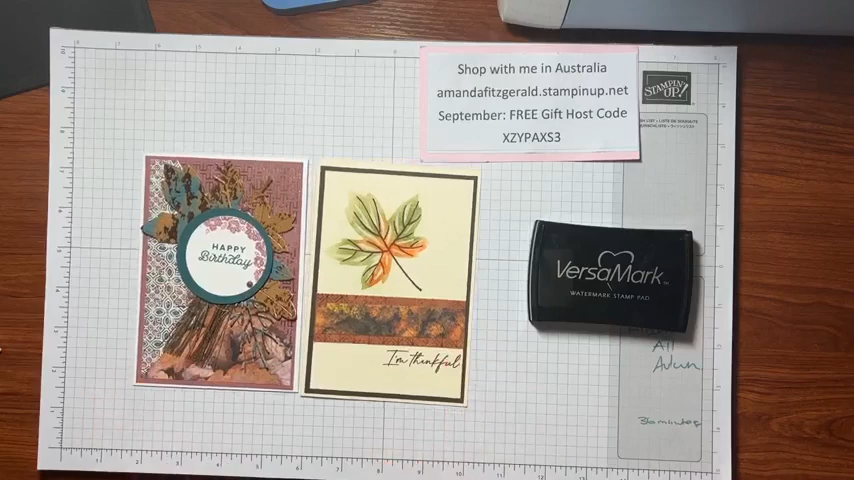 Shop with me in Australia
amandafitzgerald.stampinup.net
September: FREE Gift Host Code
XZYPAXS3
STAMPIN' UP!
HAPPY
Birthday
I'm thankful
VersaMark
WATERMARK STAMP PAD
All